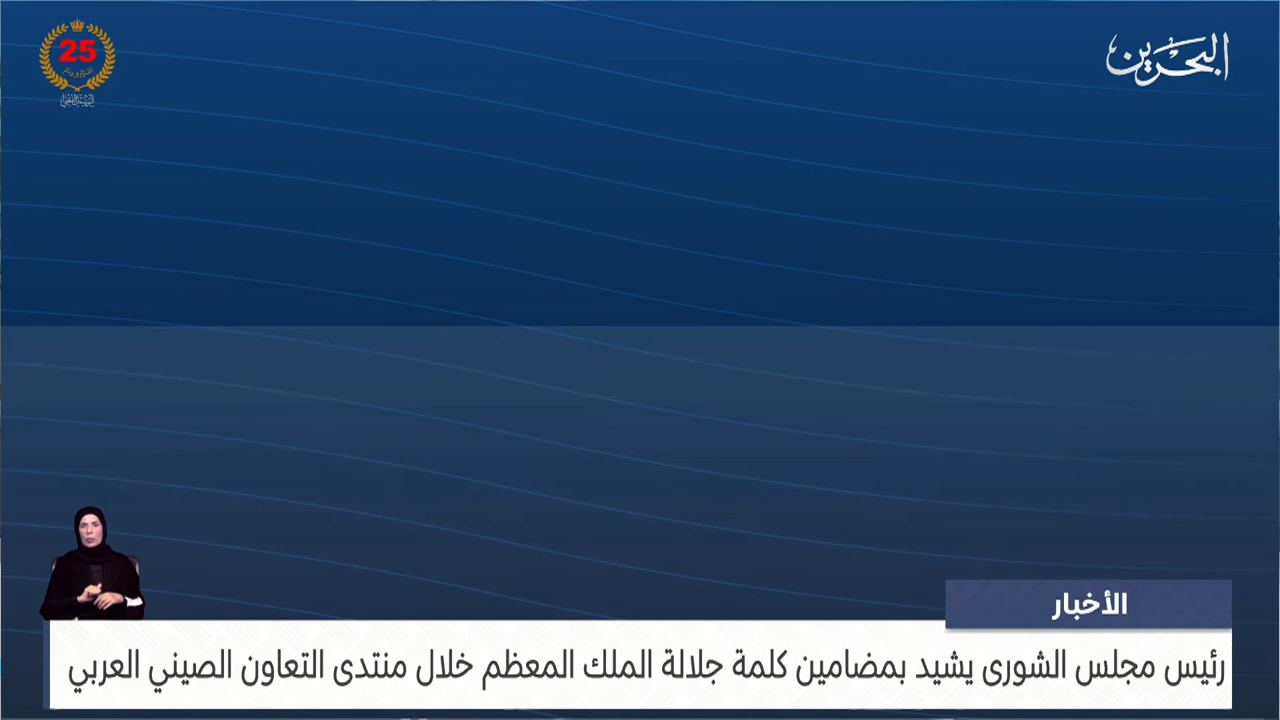 البحرين
25
الأخبار
رئيس مجلس الشورى يشيد بمضامين كلمة جلالة الملك المعظم خلال منتدى التعاون الصيني العربي